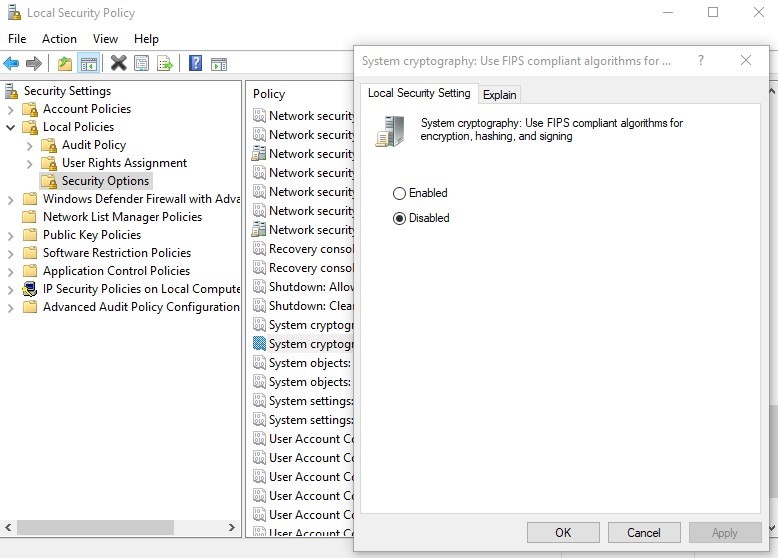 Local Security Policy
File Action View Help
Security Settings
Account Policies
Local Policies
Audit Policy
User Rights Assignment
Security Options
Windows Defender Firewall with Adva
Network List Manager Policies
Public Key Policies
Software Restriction Policies
Application Control Policies
IP Security Policies on Local Compute
Advanced Audit Policy Configuration
Policy
Network security
Network security
Network security
Network security
Network security
Network security
Network security
Recovery consol
Recovery consol
Shutdown: Allow
Shutdown: Clea
System cryptogr
System cryptogr
System objects:
System objects:
System settings:
System settings:
User Account Co
User Account Co
User Account Co
User Account Co
User Account Co
User Account Co
System cryptography: Use FIPS compliant algorithms for ...
Local Security Setting Explain
System cryptography: Use FIPS compliant algorithms for
encryption, hashing, and signing
Enabled
Disabled
OK Cancel Apply